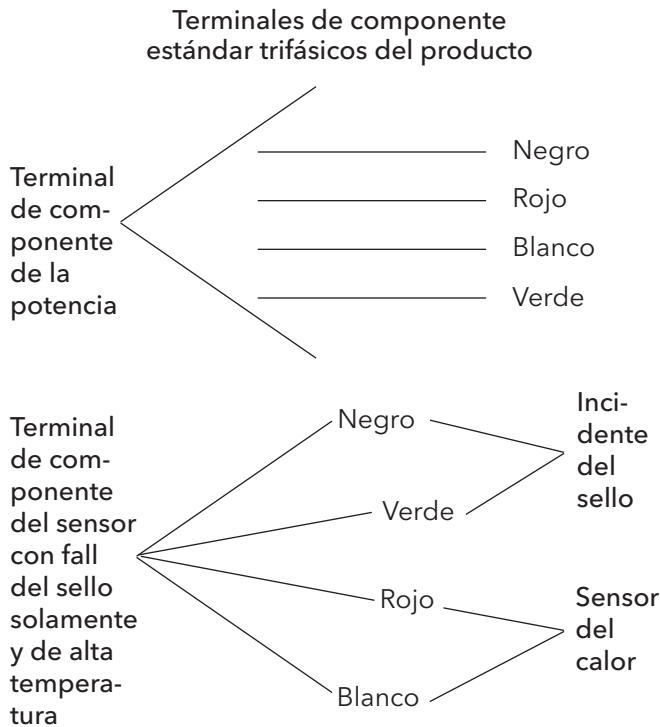 Terminales de componente
estándar trifásicos del producto
Terminal
de com-
ponente
de la
potencia
Negro
Rojo
Blanco
Verde
Terminal
de com-
ponente
del sensor
con fall
del sello
solamente
y de alta
tempera-
tura
Negro
Verde
Rojo
Blanco
Inci-
dente
del
sello
Sensor
del
calor